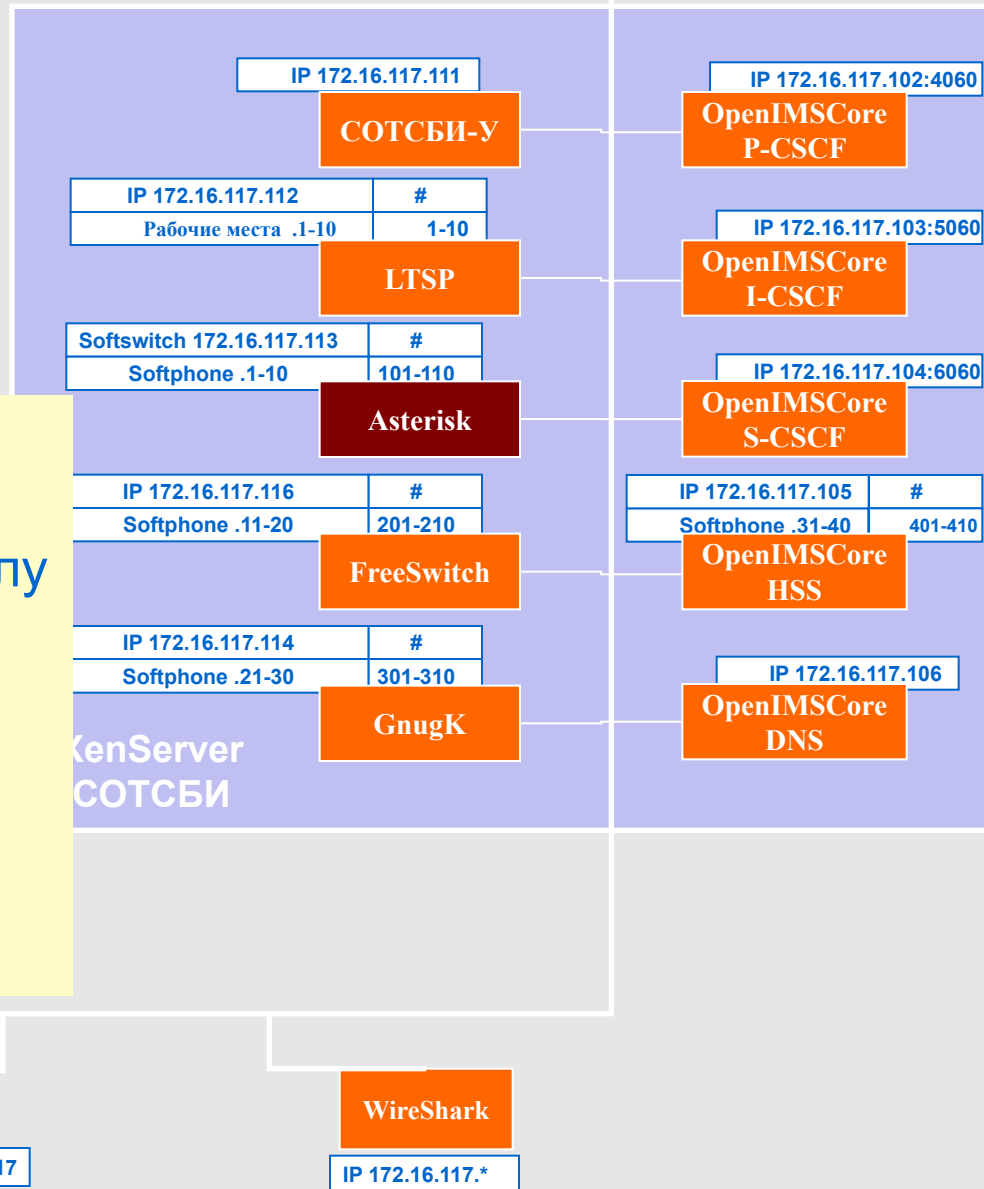 IP 172.16.117.111
СОТСБИ-У
IP 172.16.117.102:4060
OpenIMSCore
P-CSCF
IP 172.16.117.112 #
Рабочие места .1-10 1-10
LTSP
IP 172.16.117.103:5060
OpenIMSCore
I-CSCF
Softswitch 172.16.117.113 #
Softphone .1-10 101-110
Asterisk
IP 172.16.117.104:6060
OpenIMSCore
S-CSCF
IP 172.16.117.116 #
Softphone .11-20 201-210
FreeSwitch
IP 172.16.117.105 #
Softphone .31-40 401-410
OpenIMSCore
HSS
лу
IP 172.16.117.114 #
Softphone .21-30 301-310
GnugK
IP 172.16.117.106
OpenIMSCore
DNS
XenServer
СОТСБИ
WireShark
IP 172.16.117.*
17